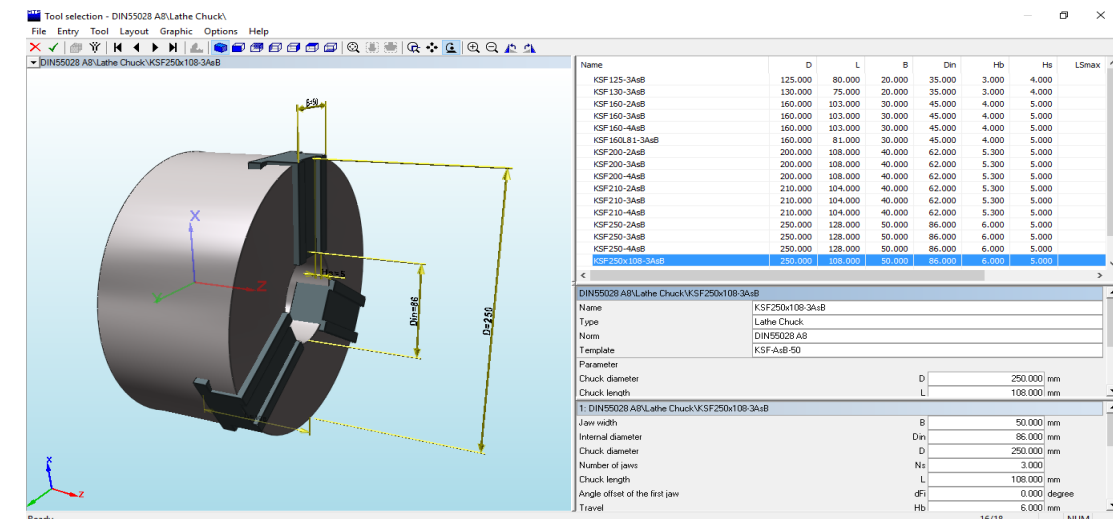 Tool selection - DIN55028 A8\Lathe Chuck\
File Entry Tool Layout Graphic Options Help
DIN55028 A8\Lathe Chuck\KSF250x108-3AsB
Name D L B Din Hb Hs LSmax
KSF125-3AsB 125.000 80.000 20.000 35.000 3.000 4.000
KSF130-3AsB 130.000 75.000 20.000 35.000 3.000 4.000
KSF160-2AsB 160.000 103.000 30.000 45.000 4.000 5.000
KSF160-3AsB 160.000 103.000 30.000 45.000 4.000 5.000
KSF160-4AsB 160.000 103.000 30.000 45.000 4.000 5.000
KSF160L81-3AsB 160.000 81.000 30.000 45.000 4.000 5.000
KSF200-2AsB 200.000 108.000 40.000 62.000 5.300 5.000
KSF200-3AsB 200.000 108.000 40.000 62.000 5.300 5.000
KSF200-4AsB 200.000 108.000 40.000 62.000 5.300 5.000
KSF210-2AsB 210.000 104.000 40.000 62.000 5.300 5.000
KSF210-3AsB 210.000 104.000 40.000 62.000 5.300 5.000
KSF210-4AsB 210.000 104.000 40.000 62.000 5.300 5.000
KSF250-2AsB 250.000 128.000 50.000 86.000 6.000 5.000
KSF250-3AsB 250.000 128.000 50.000 86.000 6.000 5.000
KSF250-4AsB 250.000 128.000 50.000 86.000 6.000 5.000
KSF250x108-3AsB 250.000 108.000 50.000 86.000 6.000 5.000
X
Z
Din=86
D=250
X
Z
DIN55028 A8\Lathe Chuck\KSF250x108-3AsB
Name KSF250x108-3AsB
Type Lathe Chuck
Norm DIN55028 A8
Template KSF-AsB-50
Parameter
Chuck diameter D 250.000 mm
Chuck length L 108.000 mm
1: DIN55028 A8\Lathe Chuck\KSF250x108-3AsB
Jaw width B 50.000 mm
Internal diameter Din 86.000 mm
Chuck diameter D 250.000 mm
Number of jaws Ns 3.000
Chuck length L 108.000 mm
Angle offset of the first jaw dFi 0.000 degree
Travel Hb 6.000 mm
Ready 16/18 NUM